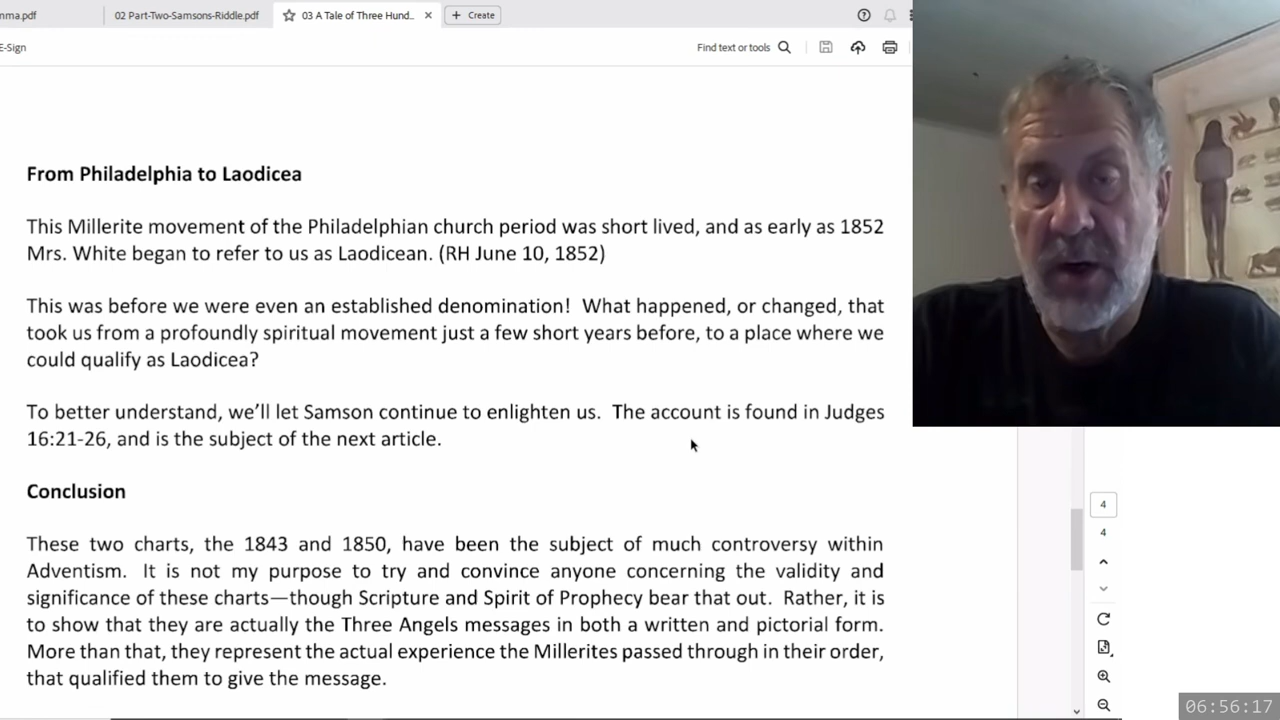 mma.pdf
02 Part-Two-Samsons-Riddle.pdf
03 A Tale of Three Hund...
Create
E-Sign
Find text or tools
From Philadelphia to Laodicea
This Millerite movement of the Philadelphian church period was short lived, and as early as 1852
Mrs. White began to refer to us as Laodicean. (RH June 10, 1852)
This was before we were even an established denomination! What happened, or changed, that
took us from a profoundly spiritual movement just a few short years before, to a place where we
could qualify as Laodicea?
To better understand, we’ll let Samson continue to enlighten us. The account is found in Judges
16:21-26, and is the subject of the next article.
Conclusion
These two charts, the 1843 and 1850, have been the subject of much controversy within
Adventism. It is not my purpose to try and convince anyone concerning the validity and
significance of these charts—though Scripture and Spirit of Prophecy bear that out. Rather, it is
to show that they are actually the Three Angels messages in both a written and pictorial form.
More than that, they represent the actual experience the Millerites passed through in their order,
that qualified them to give the message.
4
4
06:56:17